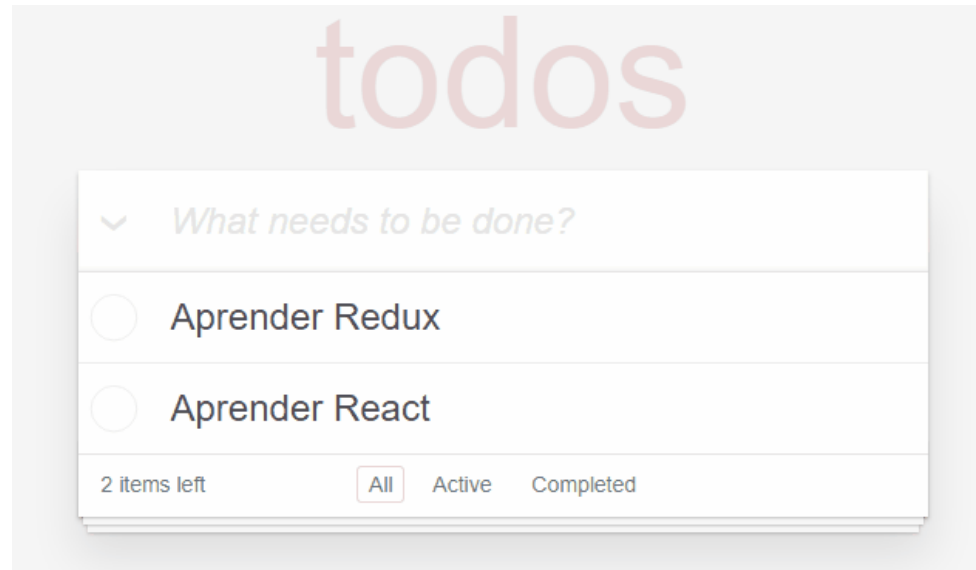 todos
What needs to be done?
Aprender Redux
Aprender React
2 items left All Active Completed